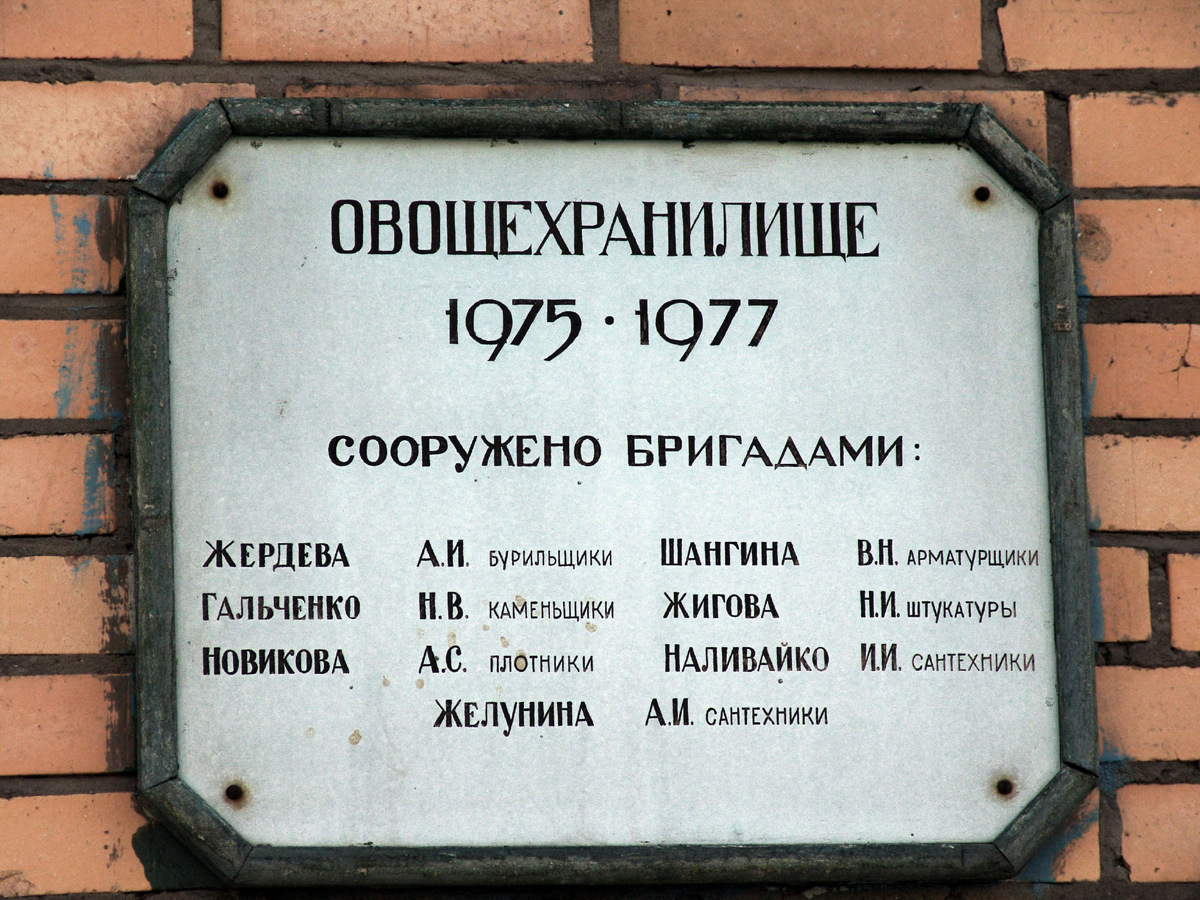 ОВОЩЕХРАНИЛИЩЕ
1975 · 1977
СООРУЖЕНО БРИГАДАМИ:
ЖЕРДЕВА А.И. БУРИЛЬЩИКИ ШАНГИНА В.Н. АРМАТУРЩИКИ
ГАЛЬЧЕНКО Н.В. КАМЕНЬЩИКИ ЖИГОВА Н.И. ШТУКАТУРЫ
НОВИКОВА А.С. ПЛОТНИКИ НАЛИВАЙКО И.И. САНТЕХНИКИ
ЖЕЛУНИНА А.И. САНТЕХНИКИ